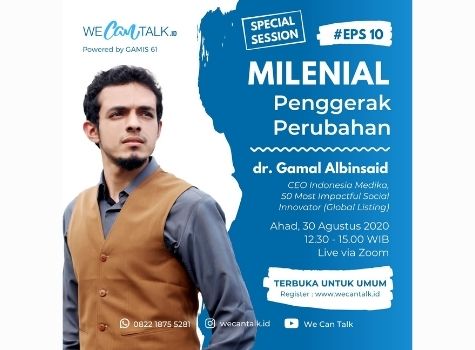 WE Can TALK.ID
Powered by GAMIS 61
SPECIAL
SESSION
#EPS 10
MILENIAL
Penggerak
Perubahan
dr. Gamal Albinsaid
CEO Indonesia Medika,
50 Most Impactful Social
Innovator (Global Listing)
Ahad, 30 Agustus 2020
12.30 - 15.00 WIB
Live via Zoom
TERBUKA UNTUK UMUM
Register : www.wecantalk.id
0822 1875 5281
wecantalk.id
We Can Talk